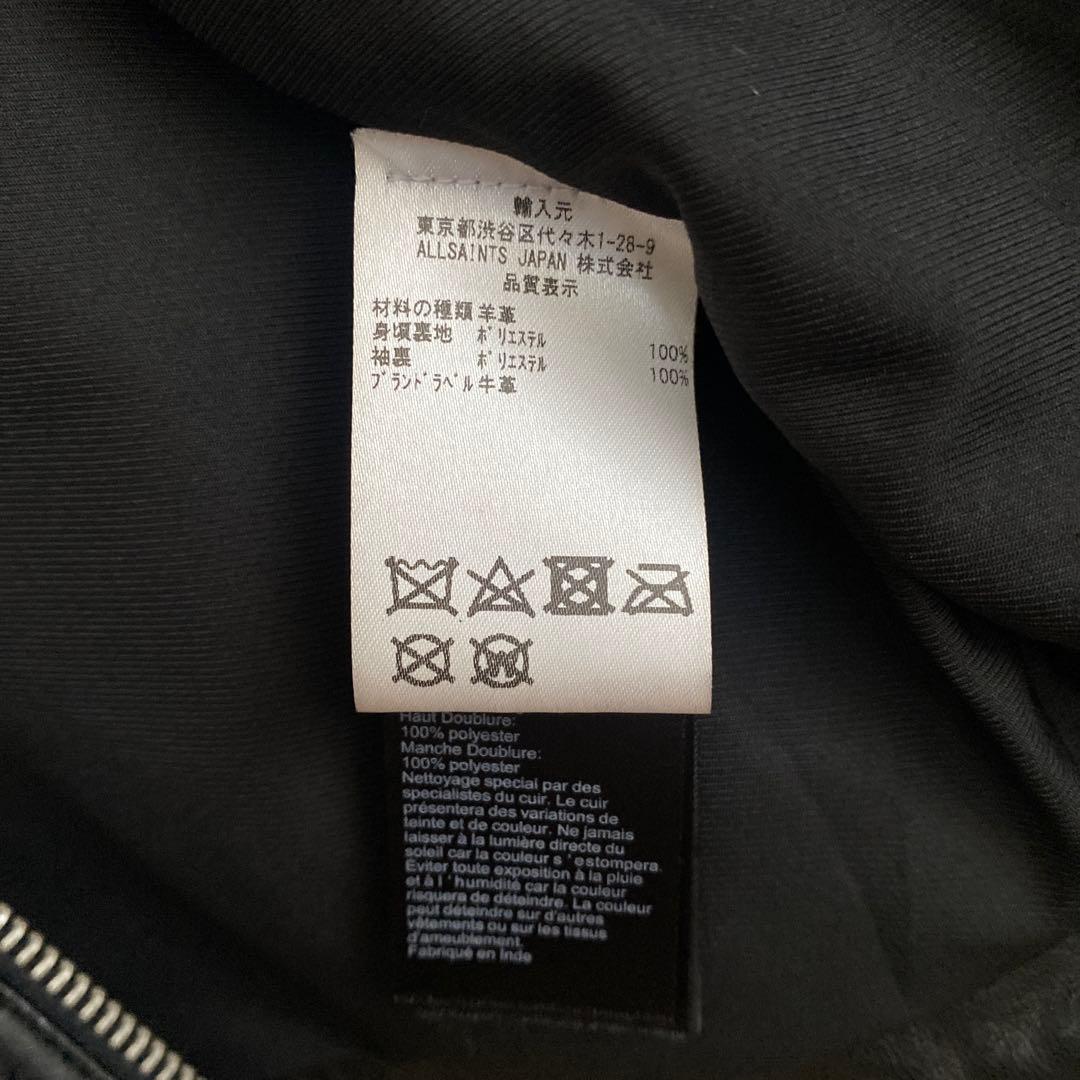 輸入元
東京都渋谷区代々木1-28-9
ALLSAINTS JAPAN 株式会社
品質表示
材料の種類 羊革
身頃裏地 ポリエステル 100%
袖裏 ポリエステル 100%
ブランドラベル 牛革
W
Haut Doublure:
100% polyester
Manche Doublure:
100% polyester
Nettoyage special par des
specialistes du cuir. Le cuir
présentera des variations de
teinte et de couleur. Ne jamais
laisser à la lumière directe du
soleil car la couleur s 'estompera.
Éviter toute exposition à la pluie
et à l 'humidité car la couleur
risquera de déteindre. La couleur
peut déteindre sur d'autres
vêtements ou sur les tissus
d'ameublement.
Fabriqué en Inde